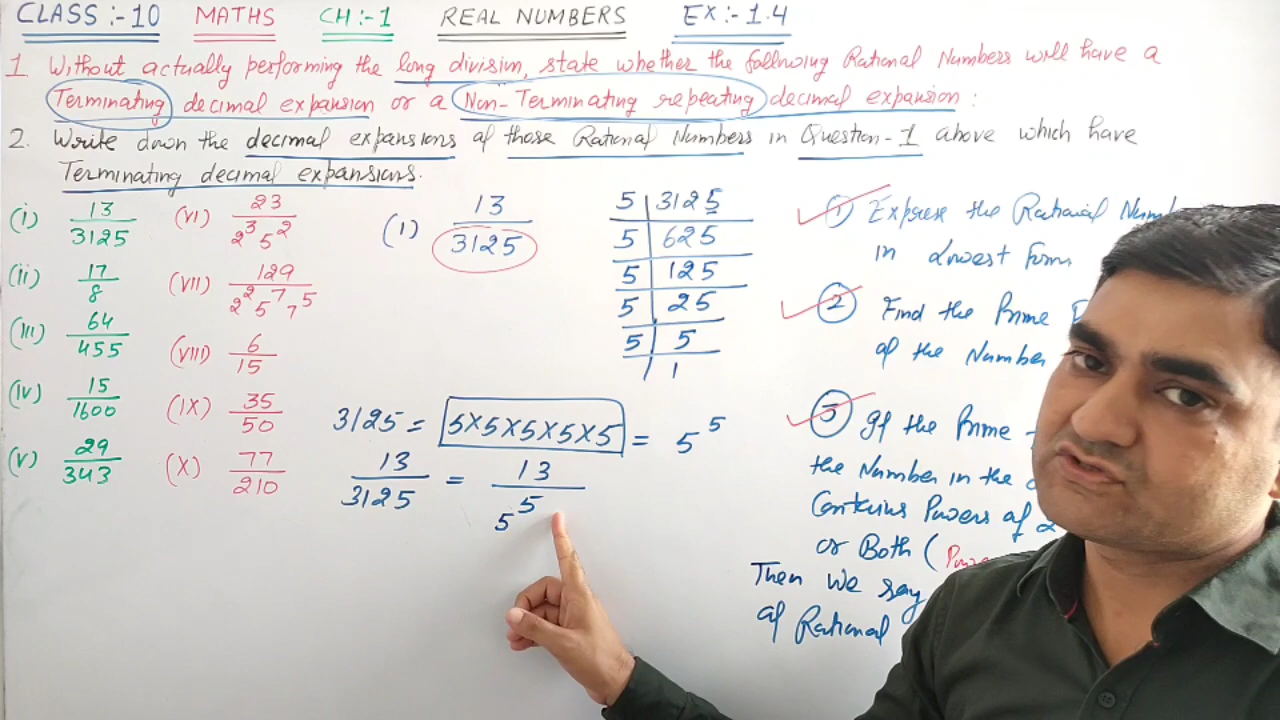 CLASS :- 10 MATHS CH :- 1 REAL NUMBERS EX :- 1.4
1 Without actually performing the long division, state whether the following Rational Numbers will have a
Terminating decimal expansion or a Non-Terminating repeating decimal expansion :
2. Write down the decimal expansions of those Rational Numbers in Question-1 above which have
Terminating decimal expansions.
(i) 13/3125
(ii) 17/8
(iii) 64/455
(iv) 15/1600
(v) 29/343
(vi) 23/2³5²
(vii) 129/2²5⁷7⁵
(viii) 6/15
(ix) 35/50
(x) 77/210
(1) 13/3125
5 | 3125
5 | 625
5 | 125
5 | 25
5 | 5
| 1
3125 = 5×5×5×5×5 = 5⁵
13/3125 = 13/5⁵
① the Rational
in Lowest Form
② Find the Prime
of the Number
③ If the Prime
the Number in the
Contains Powers of 2
or Both (
Then we say
of Rational